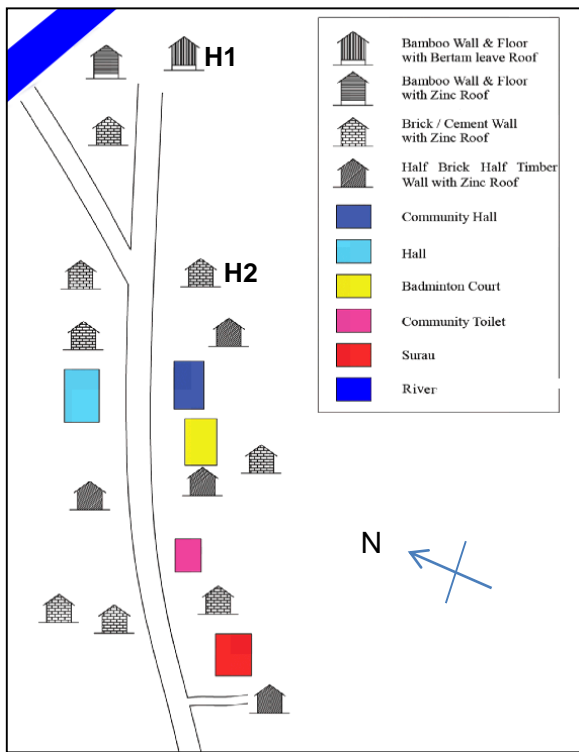 H1
H2
N
Bamboo Wall & Floor
with Bertam leave Roof
Bamboo Wall & Floor
with Zinc Roof
Brick / Cement Wall
with Zinc Roof
Half Brick Half Timber
Wall with Zinc Roof
Community Hall
Hall
Badminton Court
Community Toilet
Surau
River